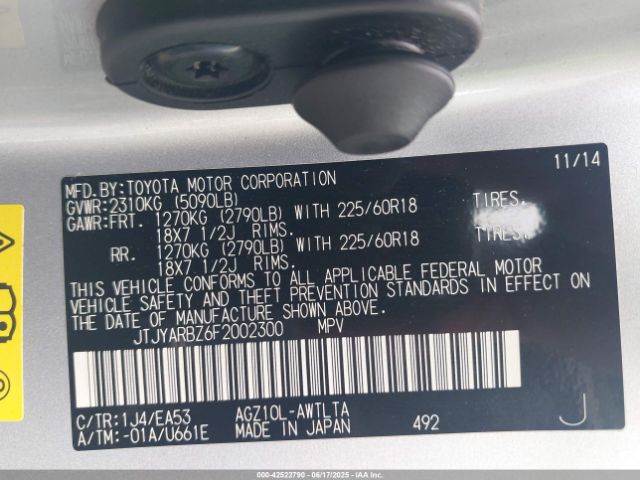 11/14
MFD.BY:TOYOTA MOTOR CORPORATION
GVWR:2310KG (5090LB)
GAWR:FRT. 1270KG (2790LB) WITH 225/60R18 TIRES,
18X7 1/2J RIMS.
RR. 1270KG (2790LB) WITH 225/60R18 TIRES,
18X7 1/2J RIMS.
THIS VEHICLE CONFORMS TO ALL APPLICABLE FEDERAL MOTOR
VEHICLE SAFETY AND THEFT PREVENTION STANDARDS IN EFFECT ON
THE DATE OF MANUFACTURE SHOWN ABOVE.
JTJYARBZ6F2002300 MPV
C/TR:1J4/EA53 AGZ10L-AWTLTA
A/TM:-01A/U661E MADE IN JAPAN 492 J
000-42522790 - 06/17/2025 - IAAI.COM